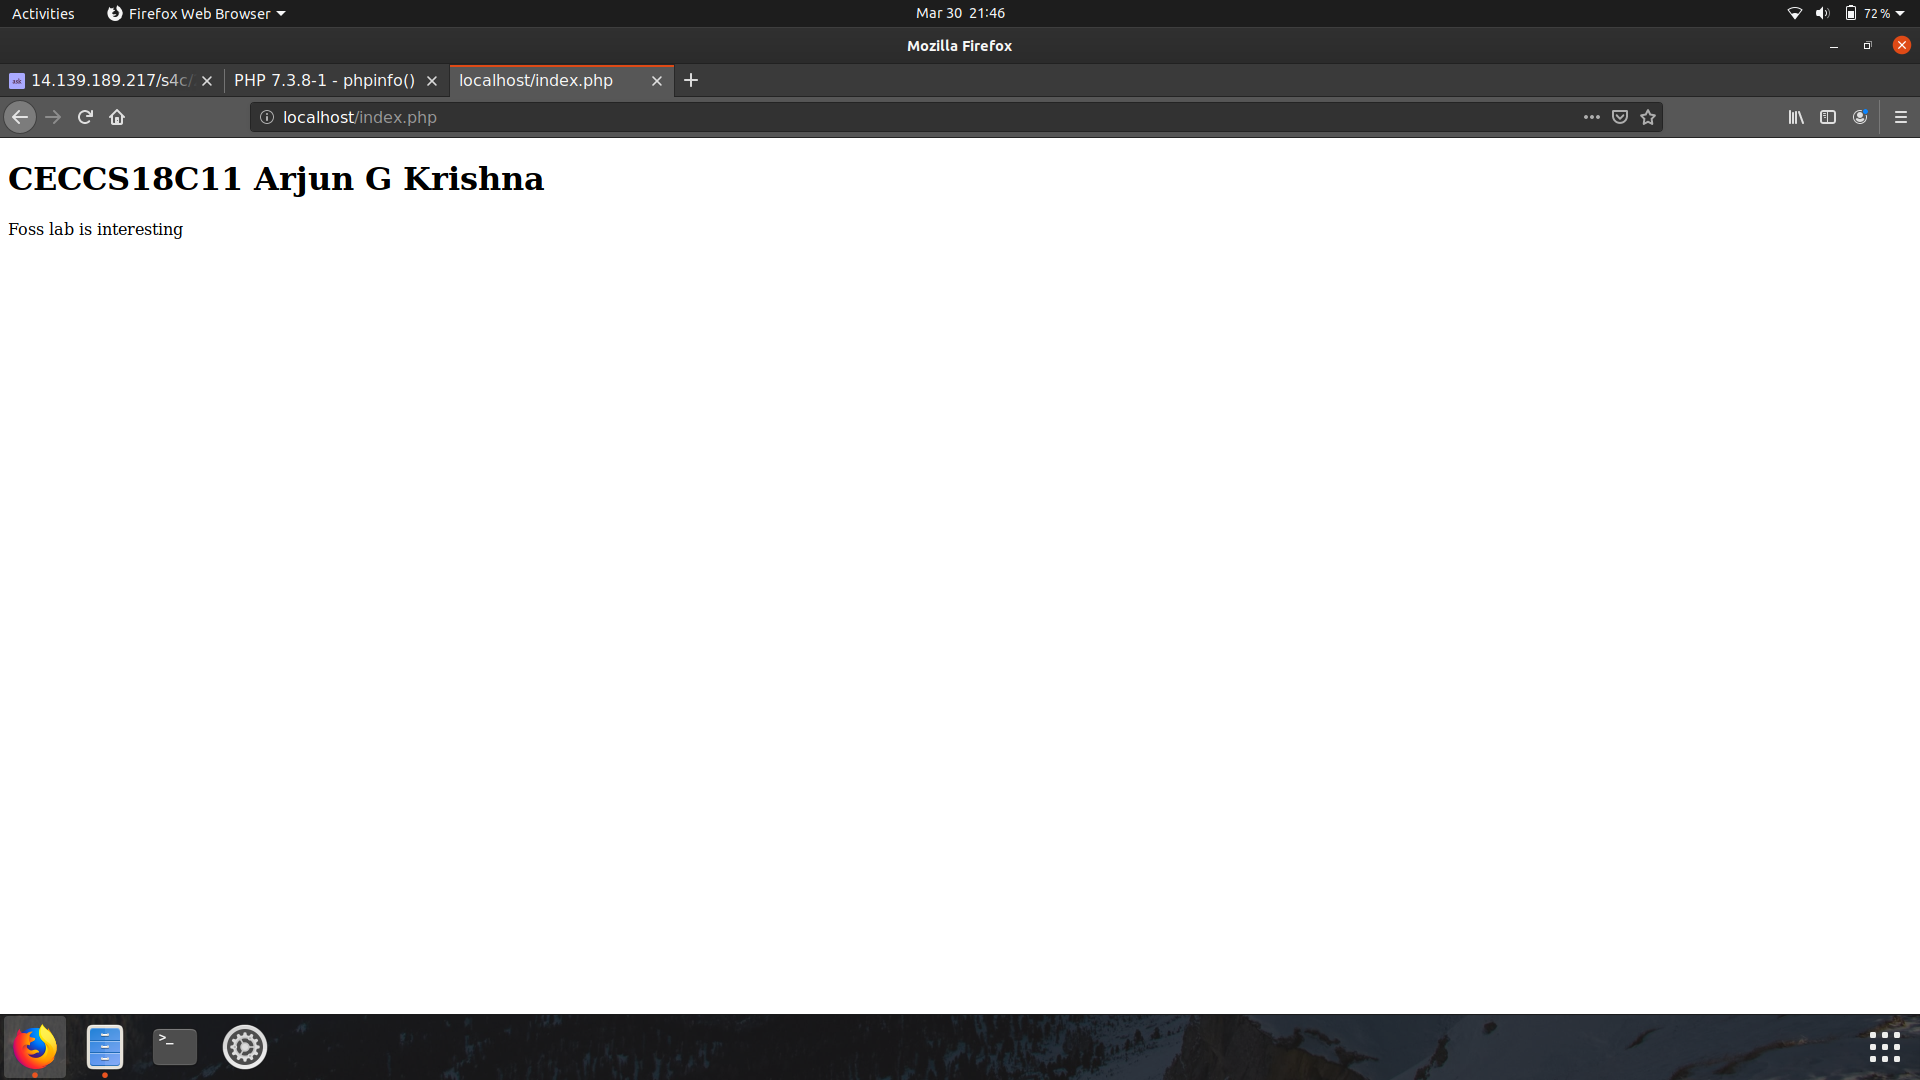 Activities Firefox Web Browser Mar 30 21:46 72 %
Mozilla Firefox
14.139.189.217/s4c/ PHP 7.3.8-1 - phpinfo() localhost/index.php
localhost/index.php
CECCS18C11 Arjun G Krishna
Foss lab is interesting
>_